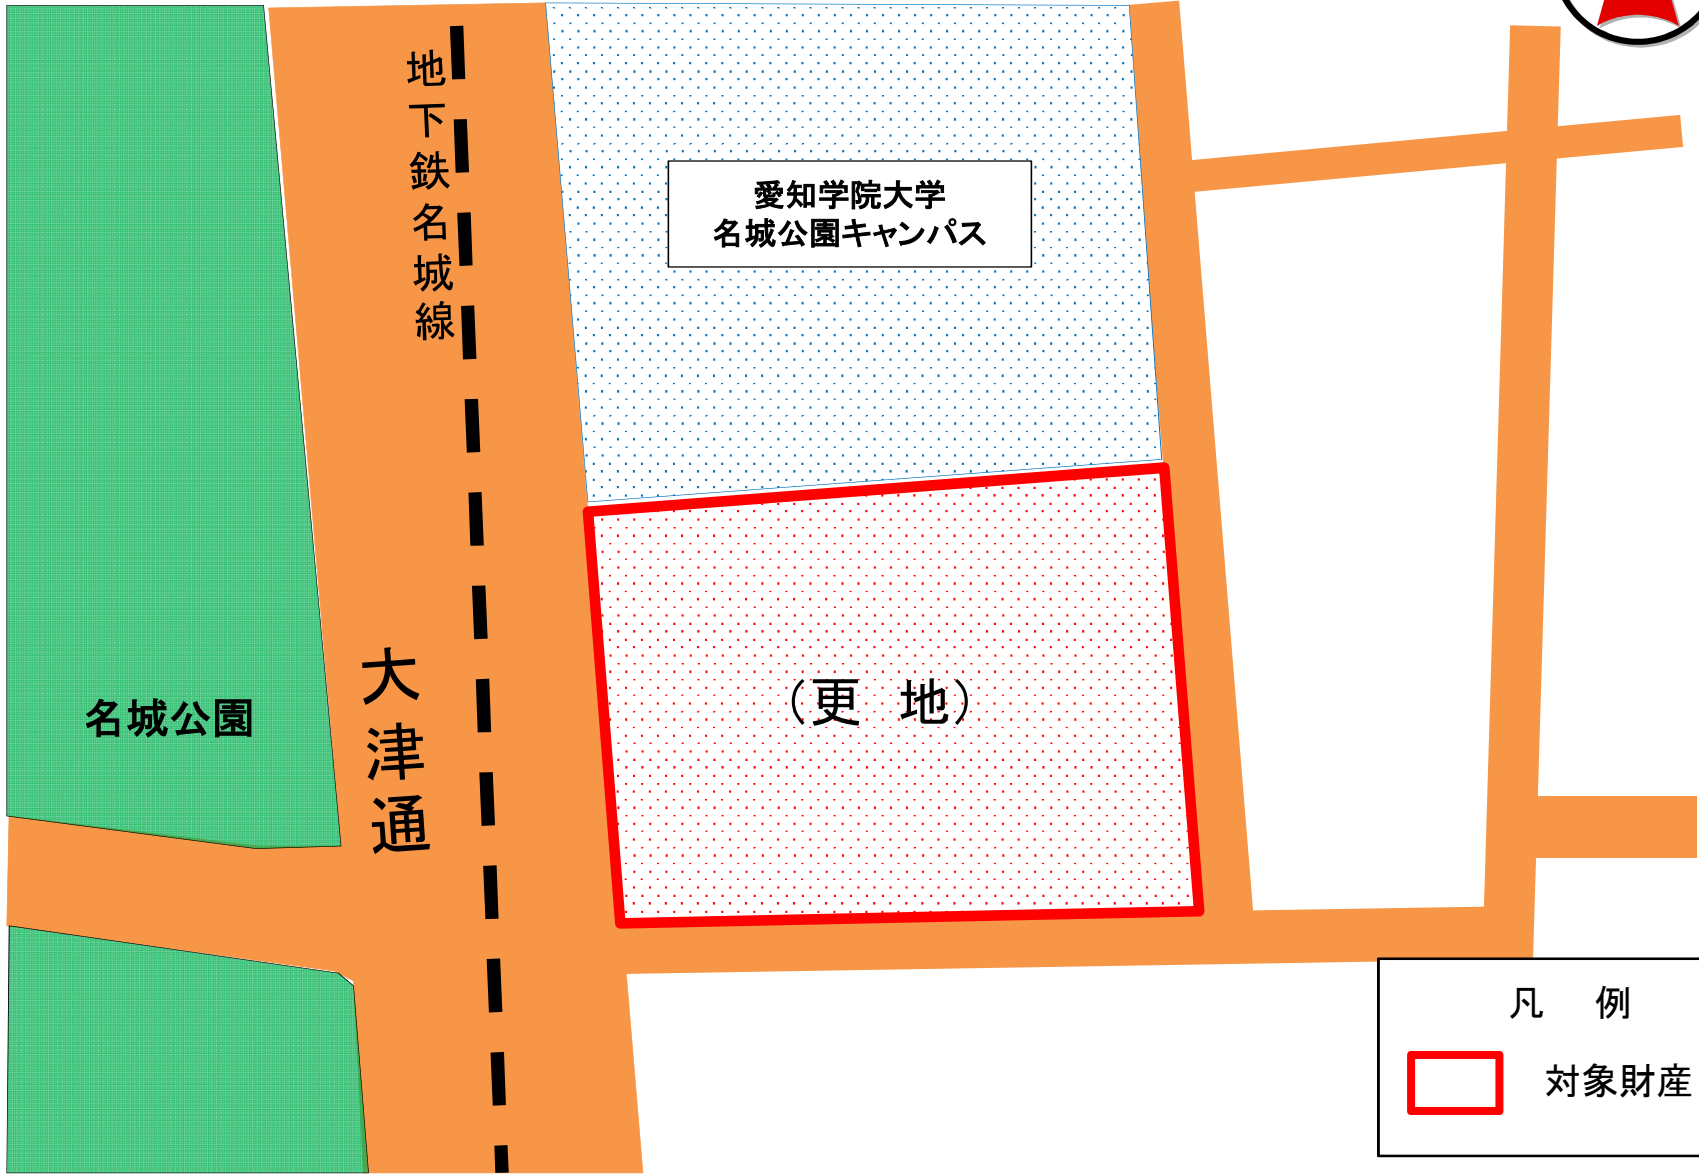 地下鉄名城線
愛知学院大学
名城公園キャンパス
名城公園
大津通
（更　地）
凡　例
対象財産